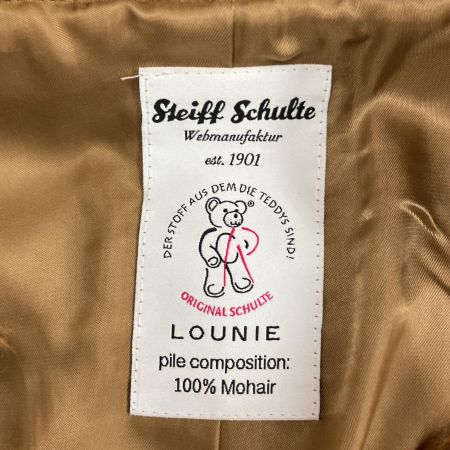 Steiff Schulte
Webmanufaktur
est. 1901
DER STOFF AUS DEM DIE TEDDYS SIND!
®
ORIGINAL SCHULTE
LOUNIE
pile composition:
100% Mohair